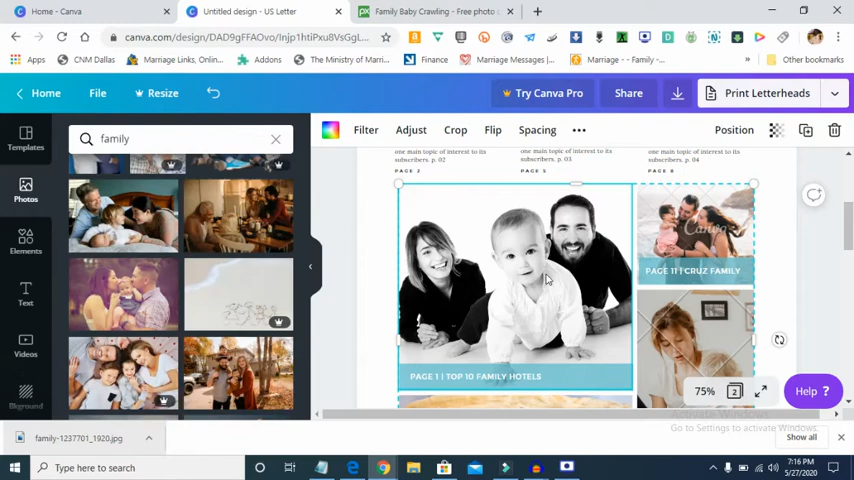 Home - Canva
Untitled design - US Letter
Family Baby Crawling - Free photo o
canva.com/design/DAD9gFFAOvo/Injp1htiPxu8VsGgL...
Apps
CNM Dallas
Marriage Links, Onli...
Addons
The Ministry of Marri...
Finance
Marriage Messages |...
Marriage - - Family -...
Other bookmarks
Home
File
Resize
Try Canva Pro
Share
Print Letterheads
family
Filter
Adjust
Crop
Flip
Spacing
Position
Templates
Photos
Elements
Text
Videos
Bkground
one main topic of interest to its
subscribers. p. 02
PAGE 2
one main topic of interest to its
subscribers. p. 03
PAGE 5
one main topic of interest to its
subscribers. p. 04
PAGE 8
Canva
PAGE 11 | CRUZ FAMILY
PAGE 1 | TOP 10 FAMILY HOTELS
75%
2
Help ?
Activate Windows
Go to Settings to activate Windows.
family-1237701_1920.jpg
Show all
Type here to search
7:16 PM
5/27/2020